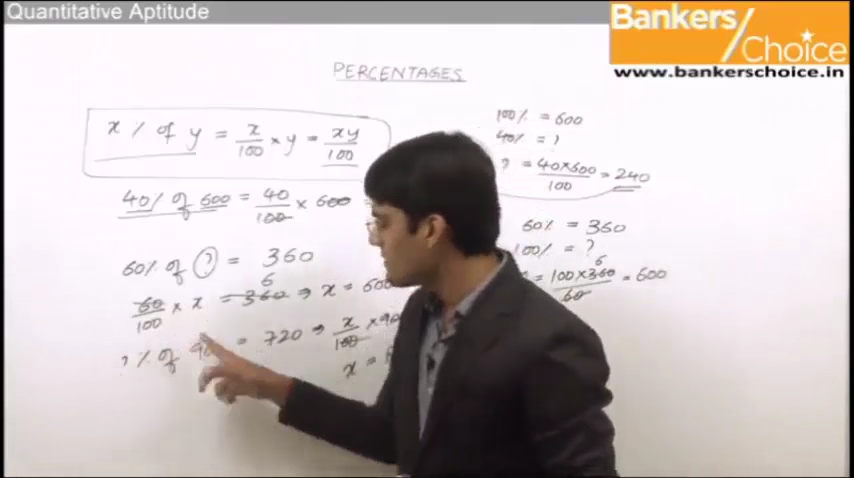 Quantitative Aptitude
Bankers/Choice
www.bankerschoice.in
PERCENTAGES
x % of y = x/100 × y = xy/100
40% of 600 = 40/100 × 600 =
60% of ? = 360
60/100 × x = 360 ⇒ x = 600
6
? % of = 720 ⇒ x/100 ×
x =
100% = 600
40% = ?
? = 40×600/100 = 240
60% = 360
100% = ?
= 100×360/60 = 600
6